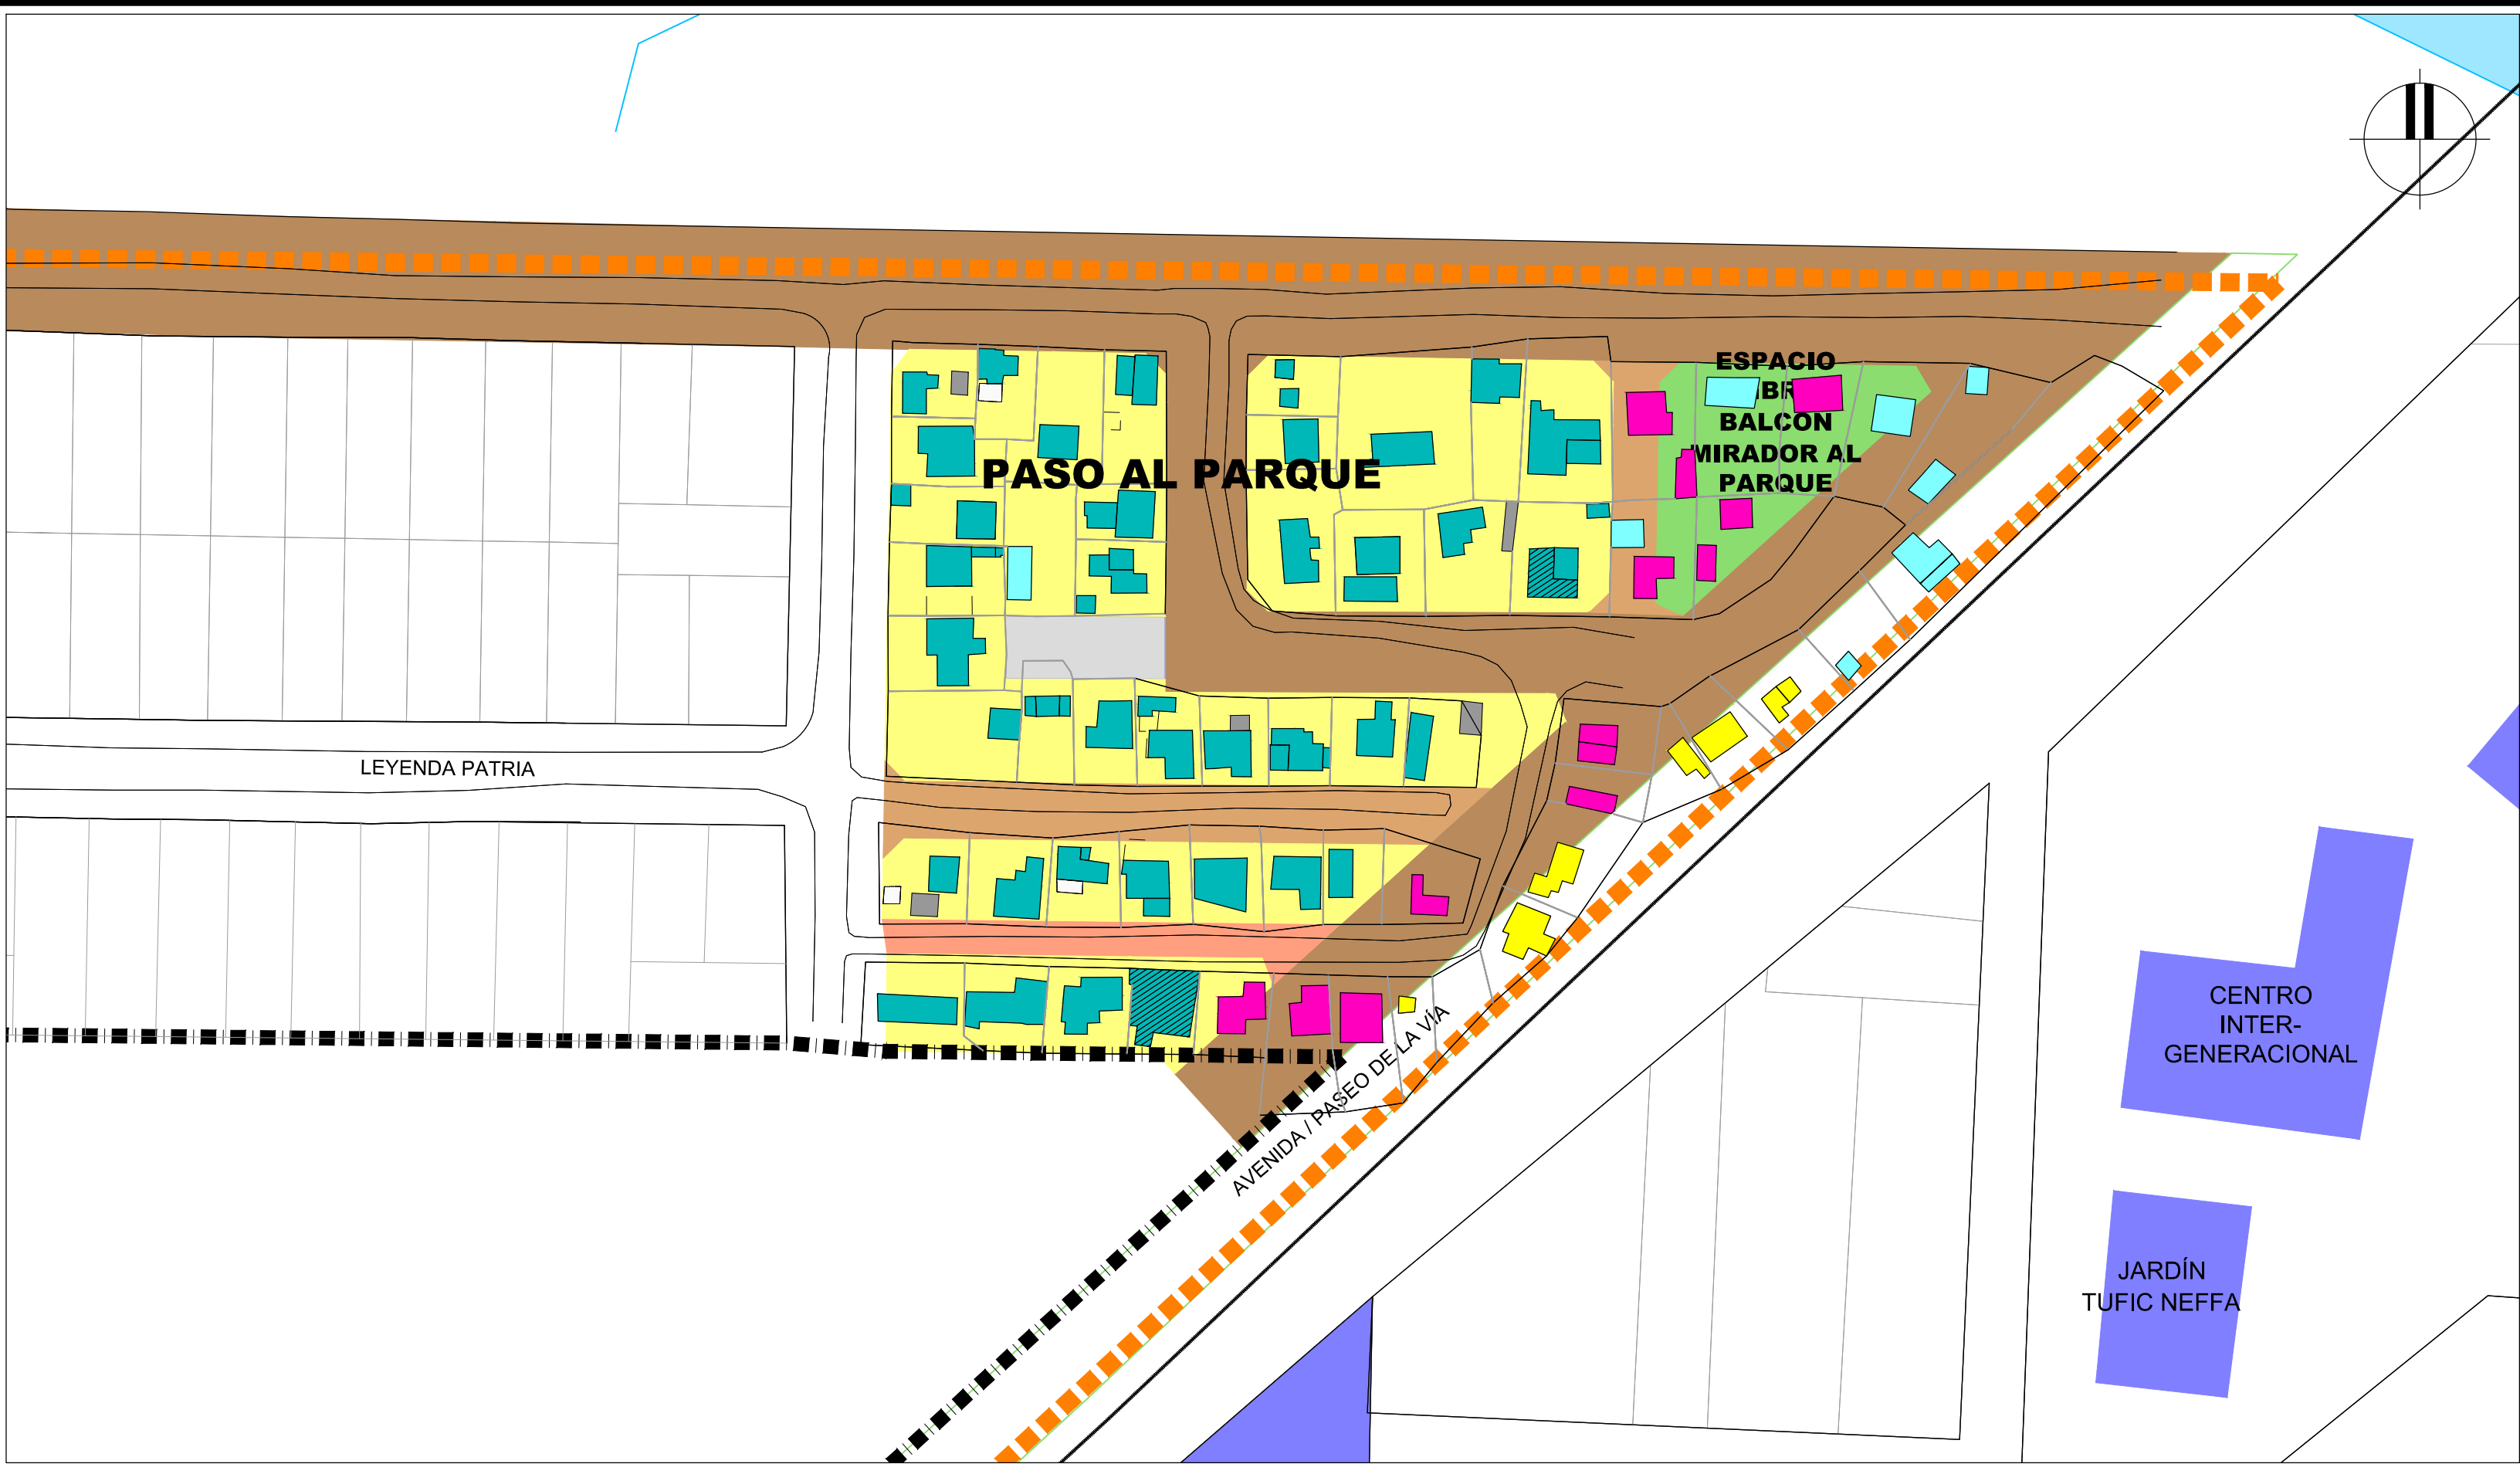 ESPACIO
BALCON
MIRADOR AL
PARQUE
PASO AL PARQUE
LEYENDA PATRIA
AVENIDA / PASEO DE LA VÍA
CENTRO
INTER-
GENERACIONAL
JARDÍN
TUFIC NEFFA